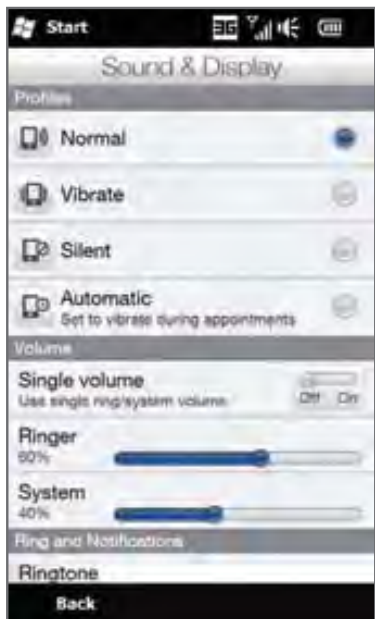 Start
Sound & Display
Profiles
Normal
Vibrate
Silent
Automatic
Set to vibrate during appointments
Volume
Single volume
Use single ring/system volume
Off On
Ringer
60%
System
40%
Ring and Notifications
Ringtone
Back